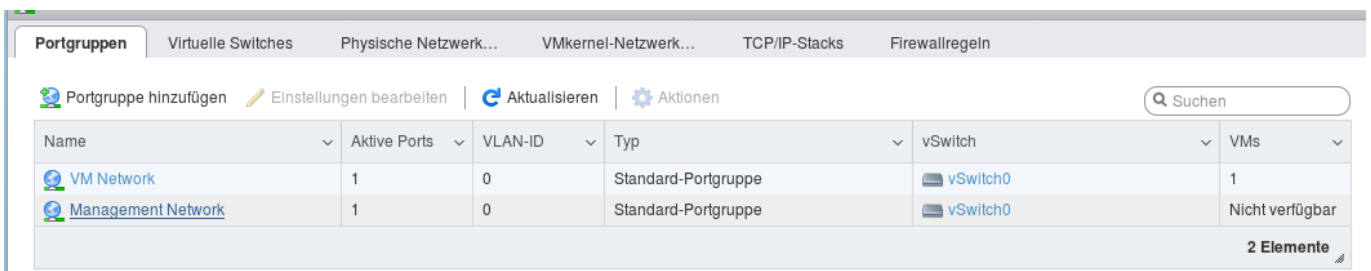 Portgruppen Virtuelle Switches Physische Netzwerk... VMkernel-Netzwerk... TCP/IP-Stacks Firewallregeln
Portgruppe hinzufügen Einstellungen bearbeiten Aktualisieren Aktionen Suchen
Name Aktive Ports VLAN-ID Typ vSwitch VMs
VM Network 1 0 Standard-Portgruppe vSwitch0 1
Management Network 1 0 Standard-Portgruppe vSwitch0 Nicht verfügbar
2 Elemente